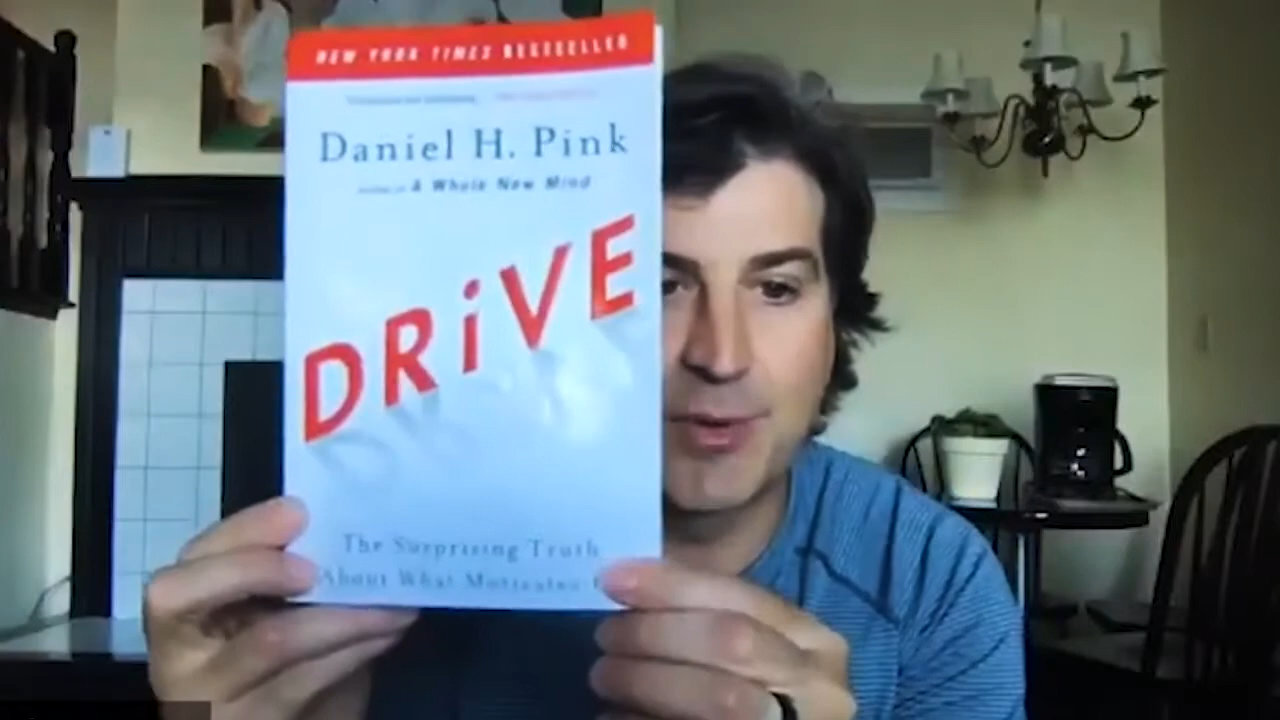 NEW YORK TIMES BESTSELLER
Daniel H. Pink
A Whole New Mind
DRiVE
The Surprising Truth
About What Motivates